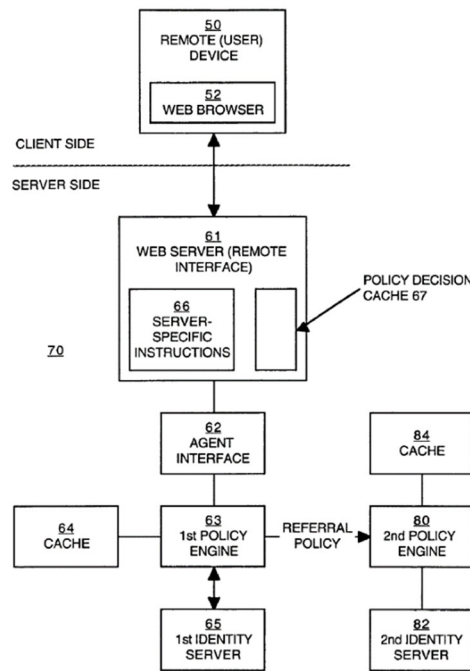 50
REMOTE (USER)
DEVICE
52
WEB BROWSER
CLIENT SIDE
SERVER SIDE
61
WEB SERVER (REMOTE
INTERFACE)
66
SERVER-
SPECIFIC
INSTRUCTIONS
POLICY DECISION
CACHE 67
70
62
AGENT
INTERFACE
84
CACHE
64
CACHE
63
1st POLICY
ENGINE
REFERRAL
POLICY
80
2nd POLICY
ENGINE
65
1st IDENTITY
SERVER
82
2nd IDENTITY
SERVER